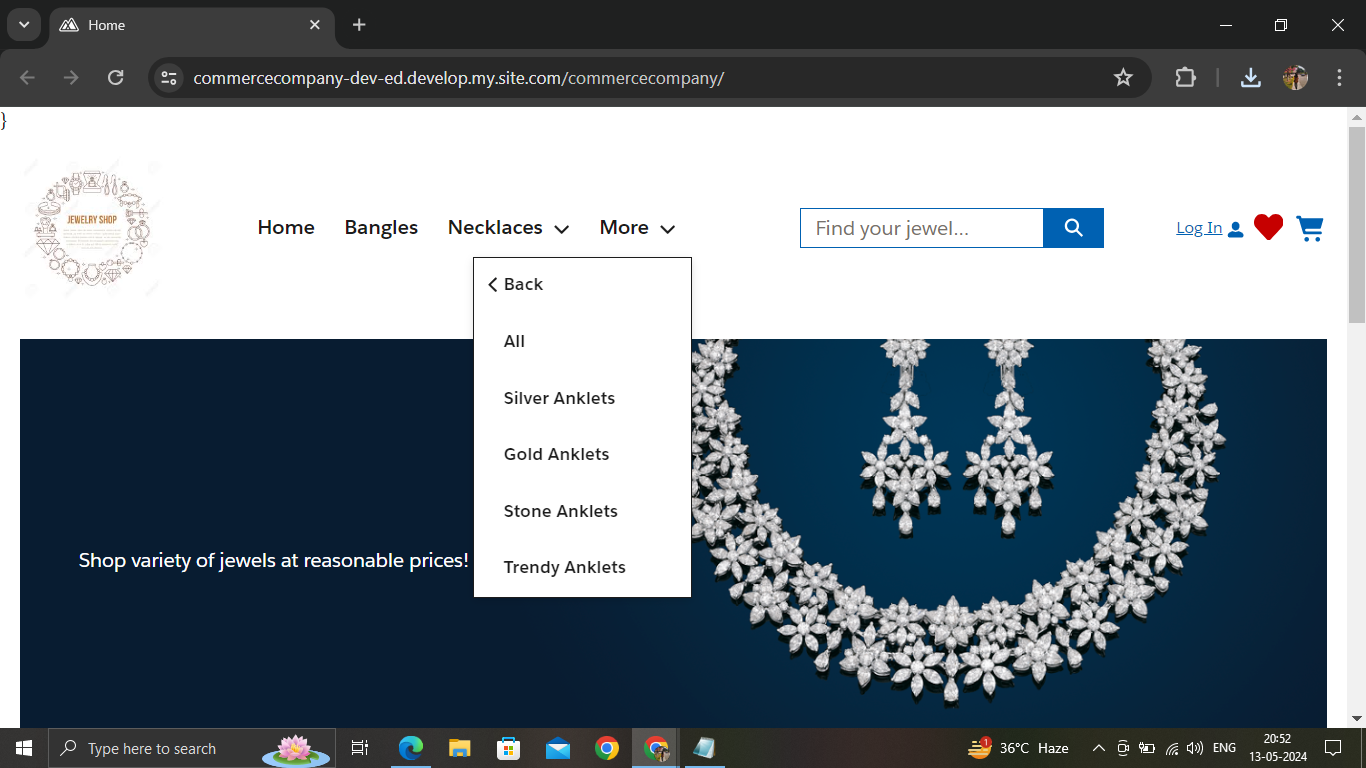 Home
commercecompany-dev-ed.develop.my.site.com/commercecompany/
}
JEWELRY SHOP
Home Bangles Necklaces More
Find your jewel...
Log In
Back
All
Silver Anklets
Gold Anklets
Stone Anklets
Trendy Anklets
Shop variety of jewels at reasonable prices!
Type here to search
1
36°C Haze
ENG
20:52
13-05-2024